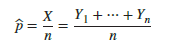 p̂ = X/n = (Y₁ + ⋯ + Yₙ)/n